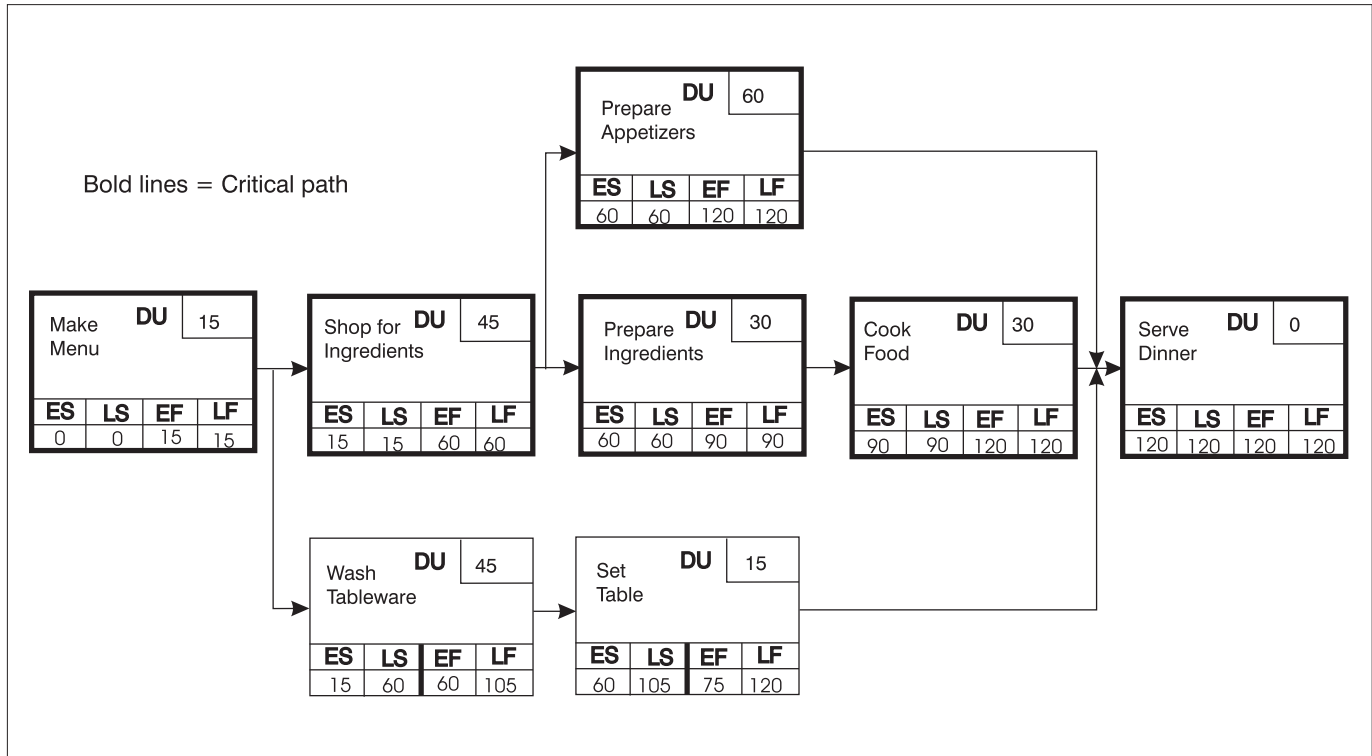 Prepare DU 60
Appetizers
ES LS EF LF
60 60 120 120
Bold lines = Critical path
Make DU 15
Menu
ES LS EF LF
0 0 15 15
Shop for DU 45
Ingredients
ES LS EF LF
15 15 60 60
Prepare DU 30
Ingredients
ES LS EF LF
60 60 90 90
Cook DU 30
Food
ES LS EF LF
90 90 120 120
Serve DU 0
Dinner
ES LS EF LF
120 120 120 120
Wash DU 45
Tableware
ES LS EF LF
15 60 60 105
Set DU 15
Table
ES LS EF LF
60 105 75 120